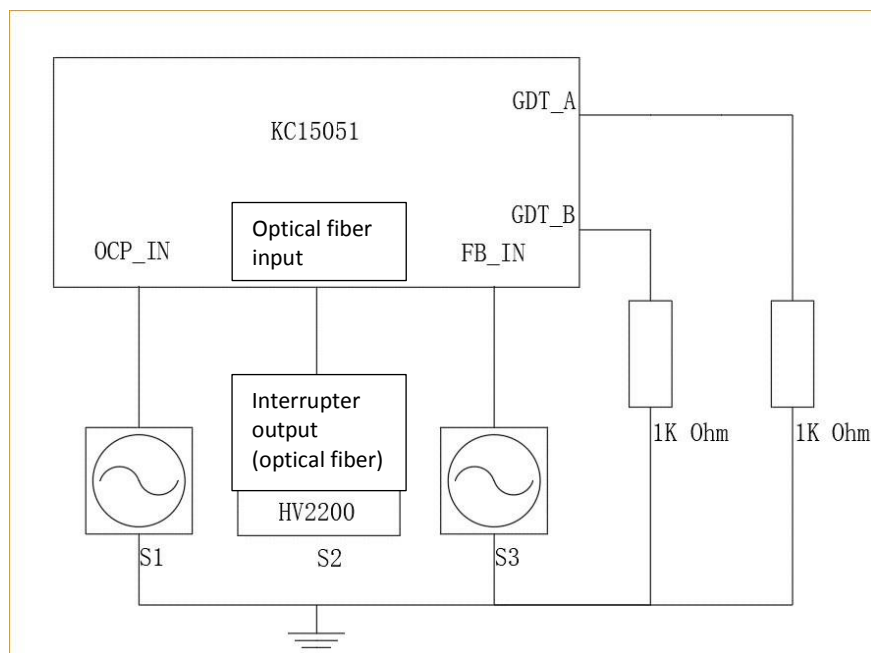 GDT_A
KC15051
GDT_B
OCP_IN
Optical fiber
input
FB_IN
Interrupter
output
(optical fiber)
1K Ohm
1K Ohm
HV2200
S1
S2
S3